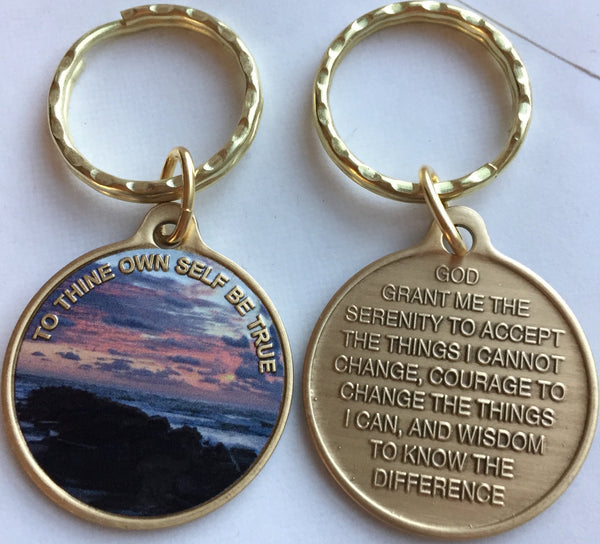 TO THINE OWN SELF BE TRUE
GOD
GRANT ME THE
SERENITY TO ACCEPT
THE THINGS I CANNOT
CHANGE, COURAGE TO
CHANGE THE THINGS
I CAN, AND WISDOM
TO KNOW THE
DIFFERENCE